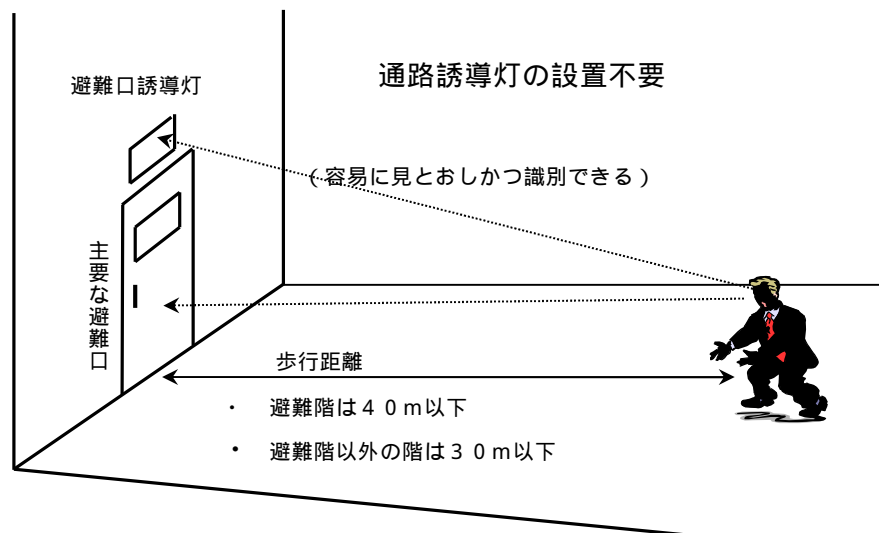 通路誘導灯の設置不要
避難口誘導灯
（容易に見とおしかつ識別できる）
主要な避難口
歩行距離
・ 避難階は４０ｍ以下
・ 避難階以外の階は３０ｍ以下